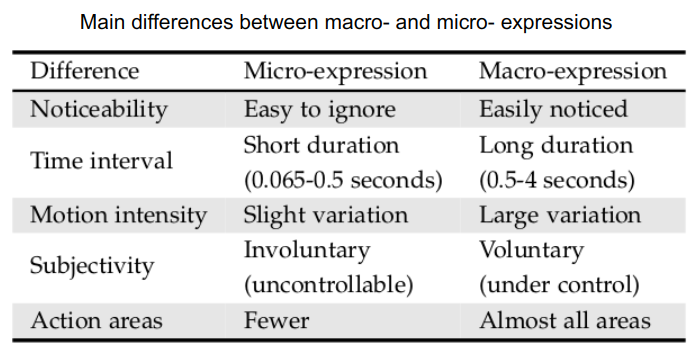 Main differences between macro- and micro- expressions
Difference Micro-expression Macro-expression
Noticeability Easy to ignore Easily noticed
Time interval Short duration (0.065-0.5 seconds) Long duration (0.5-4 seconds)
Motion intensity Slight variation Large variation
Subjectivity Involuntary (uncontrollable) Voluntary (under control)
Action areas Fewer Almost all areas